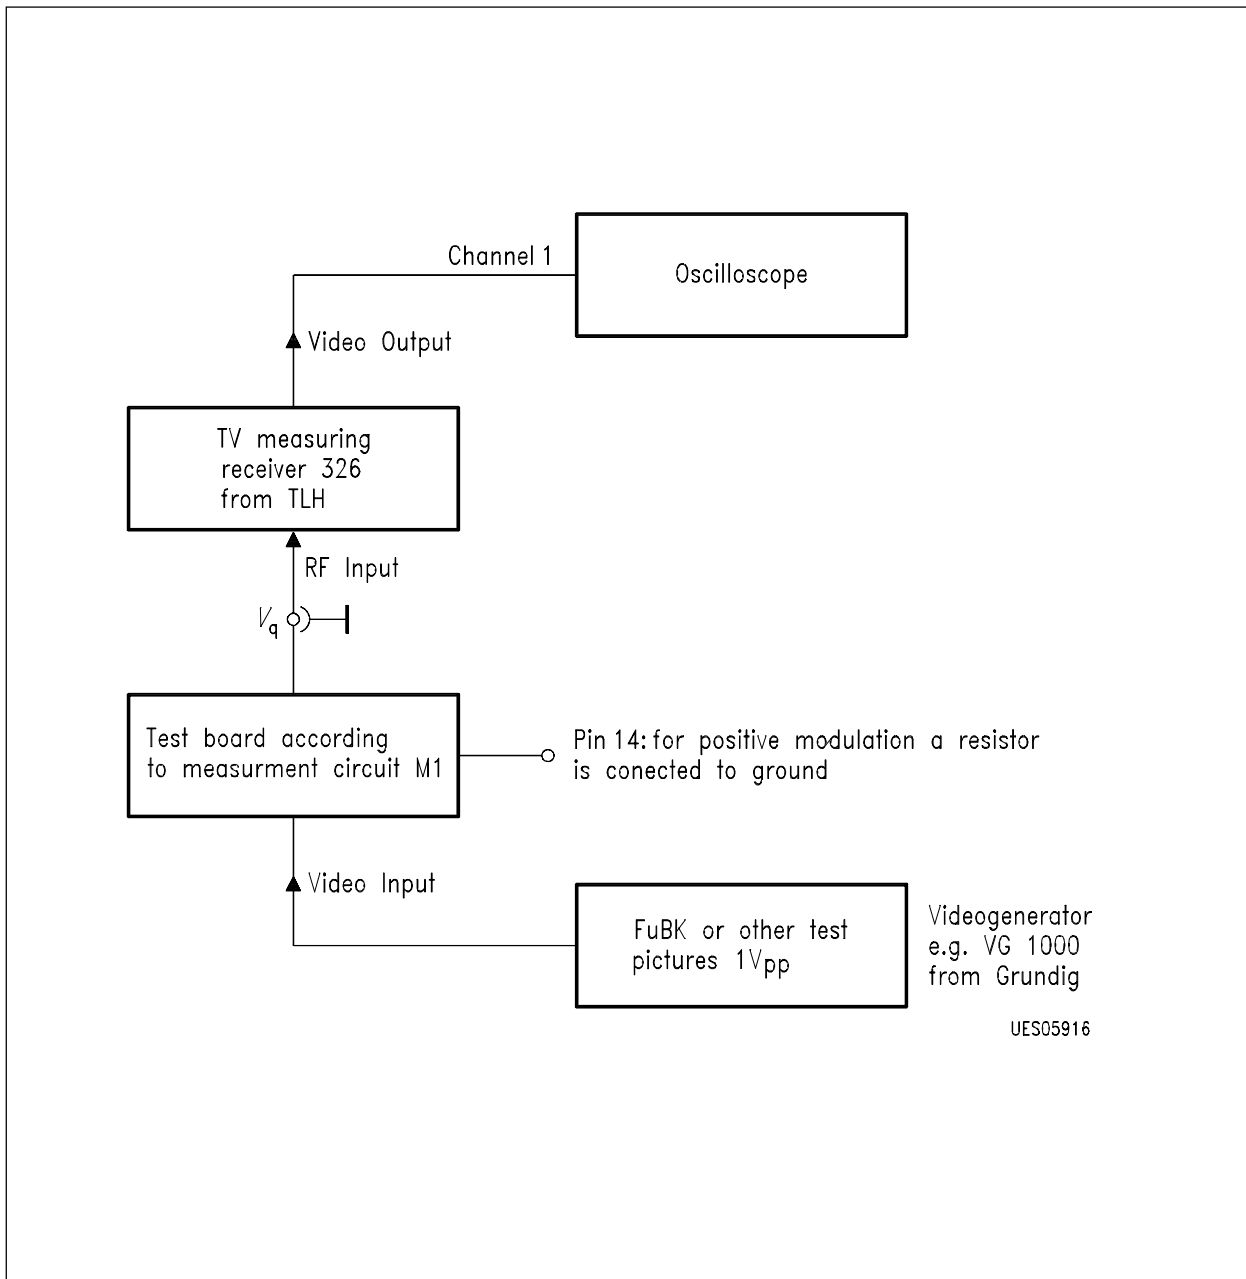 Channel 1
Oscilloscope
Video Output
TV measuring
receiver 326
from TLH
RF Input
Vq
Test board according
to measurment circuit M1
Pin 14: for positive modulation a resistor
is conected to ground
Video Input
FuBK or other test
pictures 1Vpp
Videogenerator
e.g. VG 1000
from Grundig
UES05916